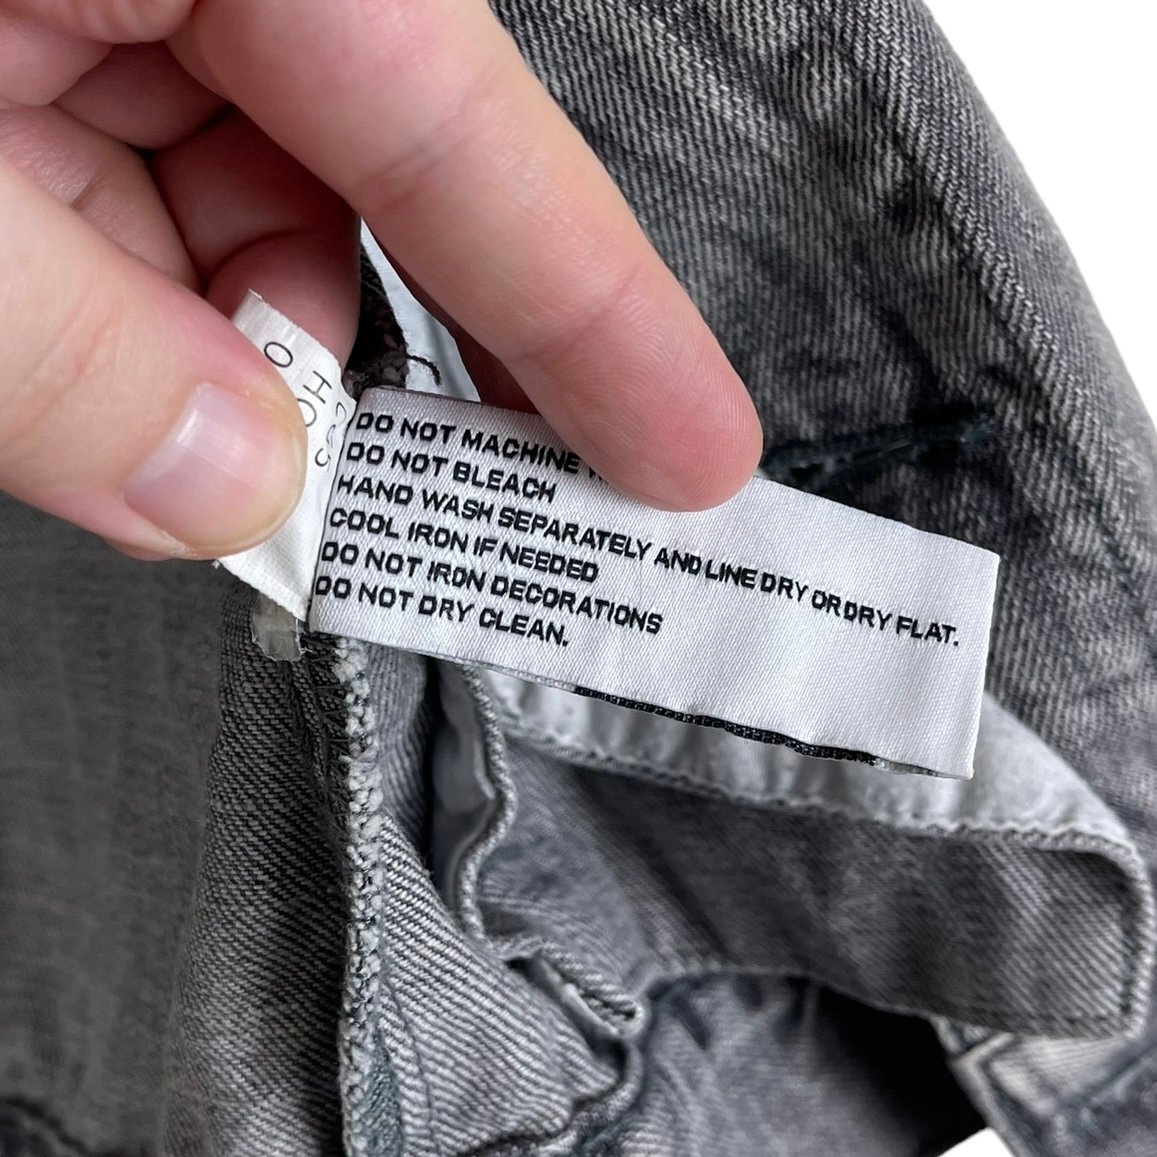 DO NOT MACHINE
DO NOT BLEACH
HAND WASH SEPARATELY AND LINE DRY OR DRY FLAT.
COOL IRON IF NEEDED
DO NOT IRON DECORATIONS
DO NOT DRY CLEAN.